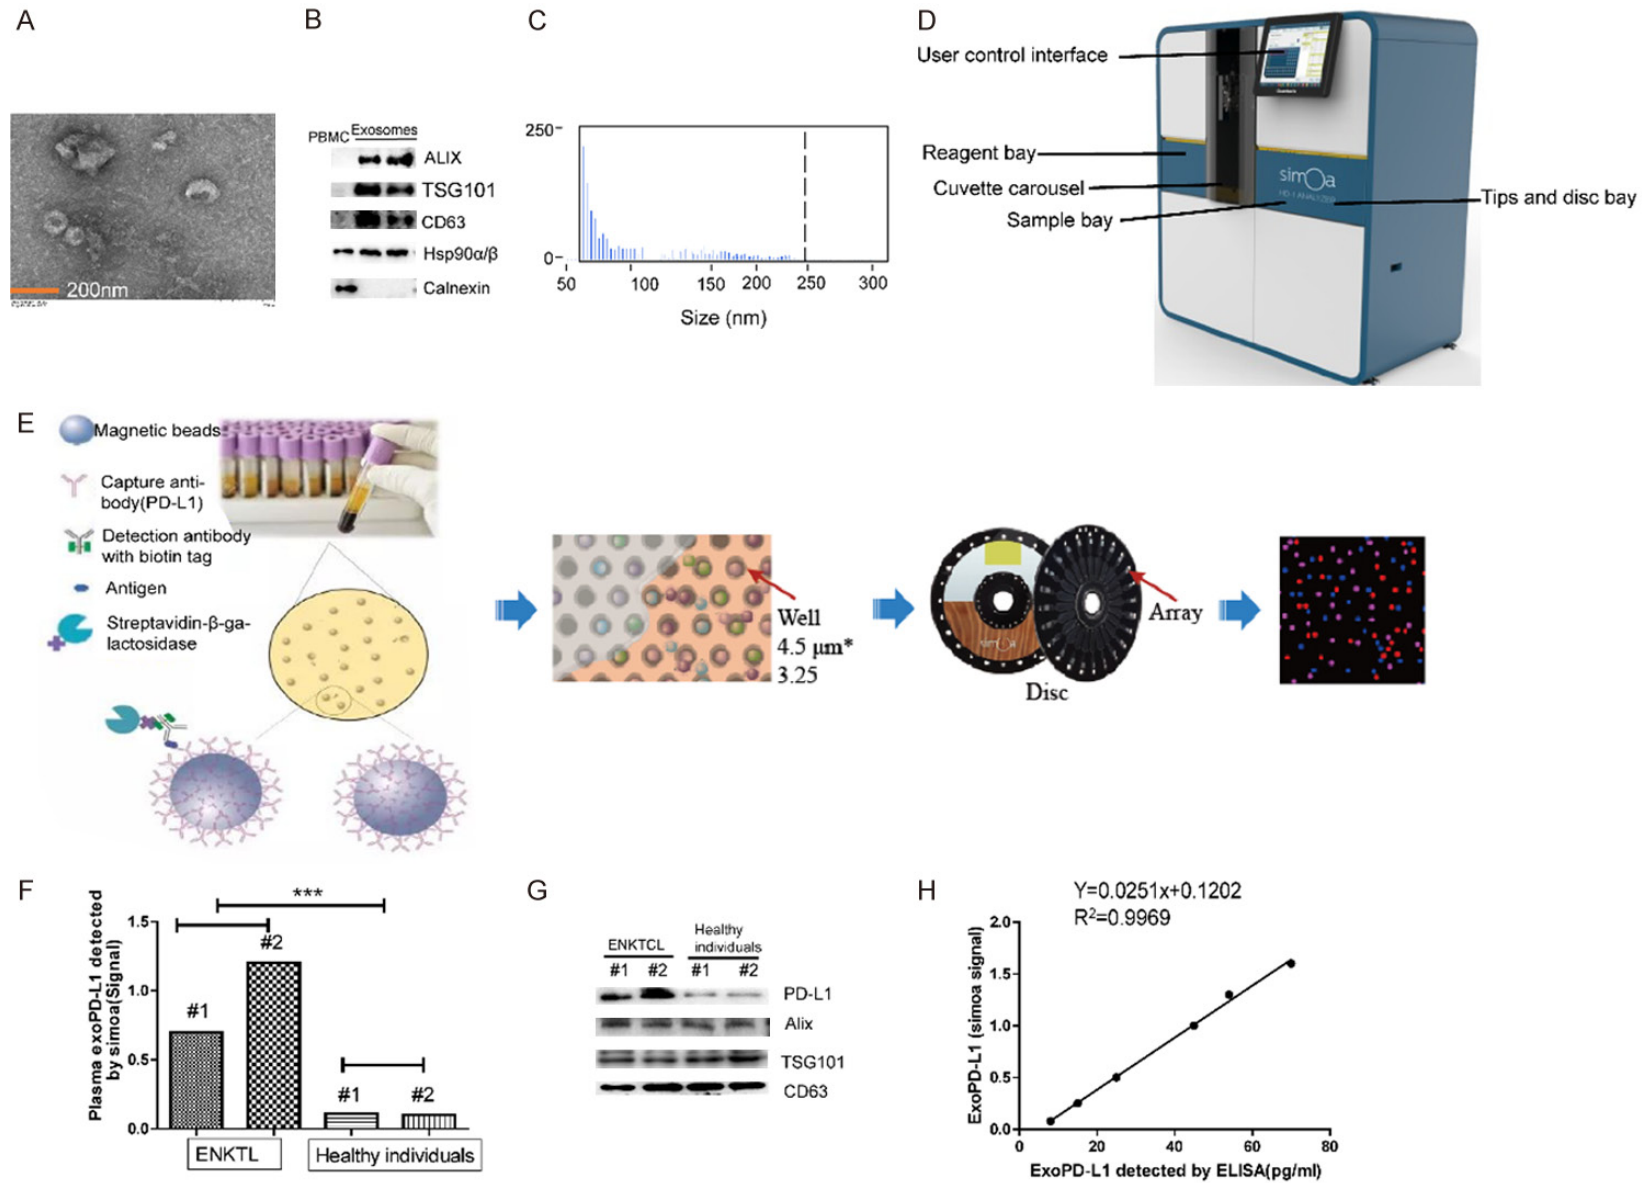 A
200nm
B
PBMC Exosomes
ALIX
TSG101
CD63
Hsp90α/β
Calnexin
C
250
0
50 100 150 200 250 300
Size (nm)
D
User control interface
Reagent bay
Cuvette carousel
Sample bay
Tips and disc bay
simOa
HD-1 ANALYZER
E
Magnetic beads
Capture anti-
body(PD-L1)
Detection antibody
with biotin tag
Antigen
Streptavidin-β-ga-
lactosidase
Well
4.5 μm*
3.25
simOa
Disc
Array
F
Plasma exoPD-L1 detected
by simoa(Signal)
1.5
1.0
0.5
0.0
***
#1
#2
#1
#2
ENKTL
Healthy individuals
G
ENKTCL
Healthy
individuals
#1 #2 #1 #2
PD-L1
Alix
TSG101
CD63
H
Y=0.0251x+0.1202
R²=0.9969
ExoPD-L1 (simoa signal)
2.0
1.5
1.0
0.5
0.0
0 20 40 60 80
ExoPD-L1 detected by ELISA(pg/ml)